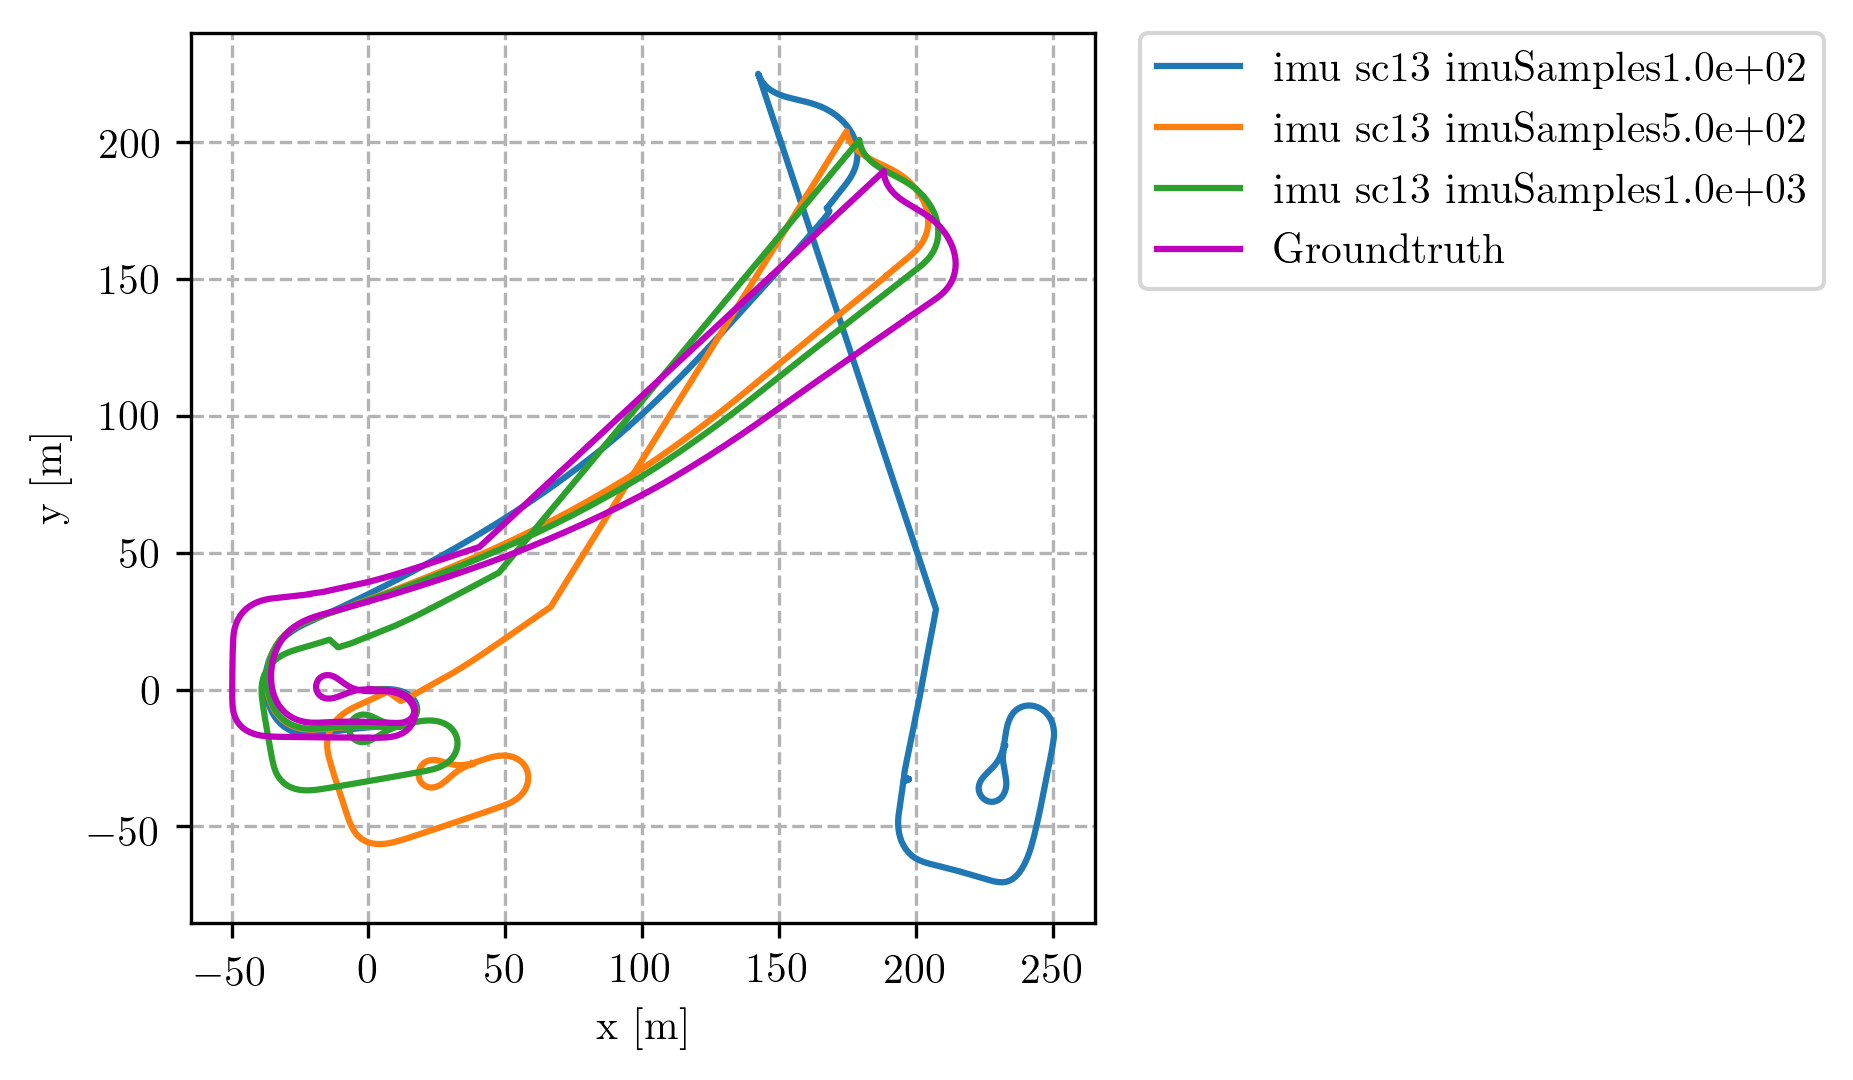 imu sc13 imuSamples1.0e+02
imu sc13 imuSamples5.0e+02
imu sc13 imuSamples1.0e+03
Groundtruth
200
150
100
50
0
−50
y [m]
−50 0 50 100 150 200 250
x [m]